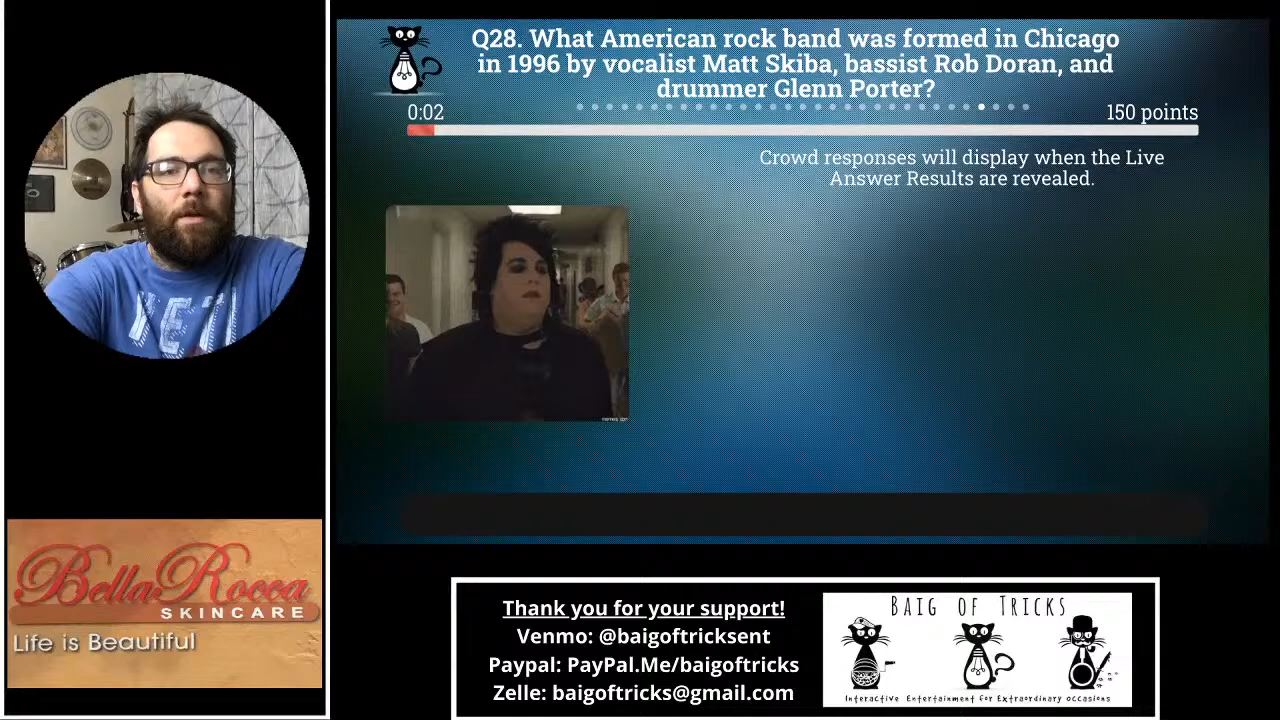 Q28. What American rock band was formed in Chicago
in 1996 by vocalist Matt Skiba, bassist Rob Doran, and
drummer Glenn Porter?
0:02
150 points
Crowd responses will display when the Live
Answer Results are revealed.
BellaRocca
SKINCARE
Life is Beautiful
Thank you for your support!
Venmo: @baigoftricksent
Paypal: PayPal.Me/baigoftricks
Zelle: baigoftricks@gmail.com
BAIG OF TRICKS
Interactive Entertainment for Extraordinary occasions